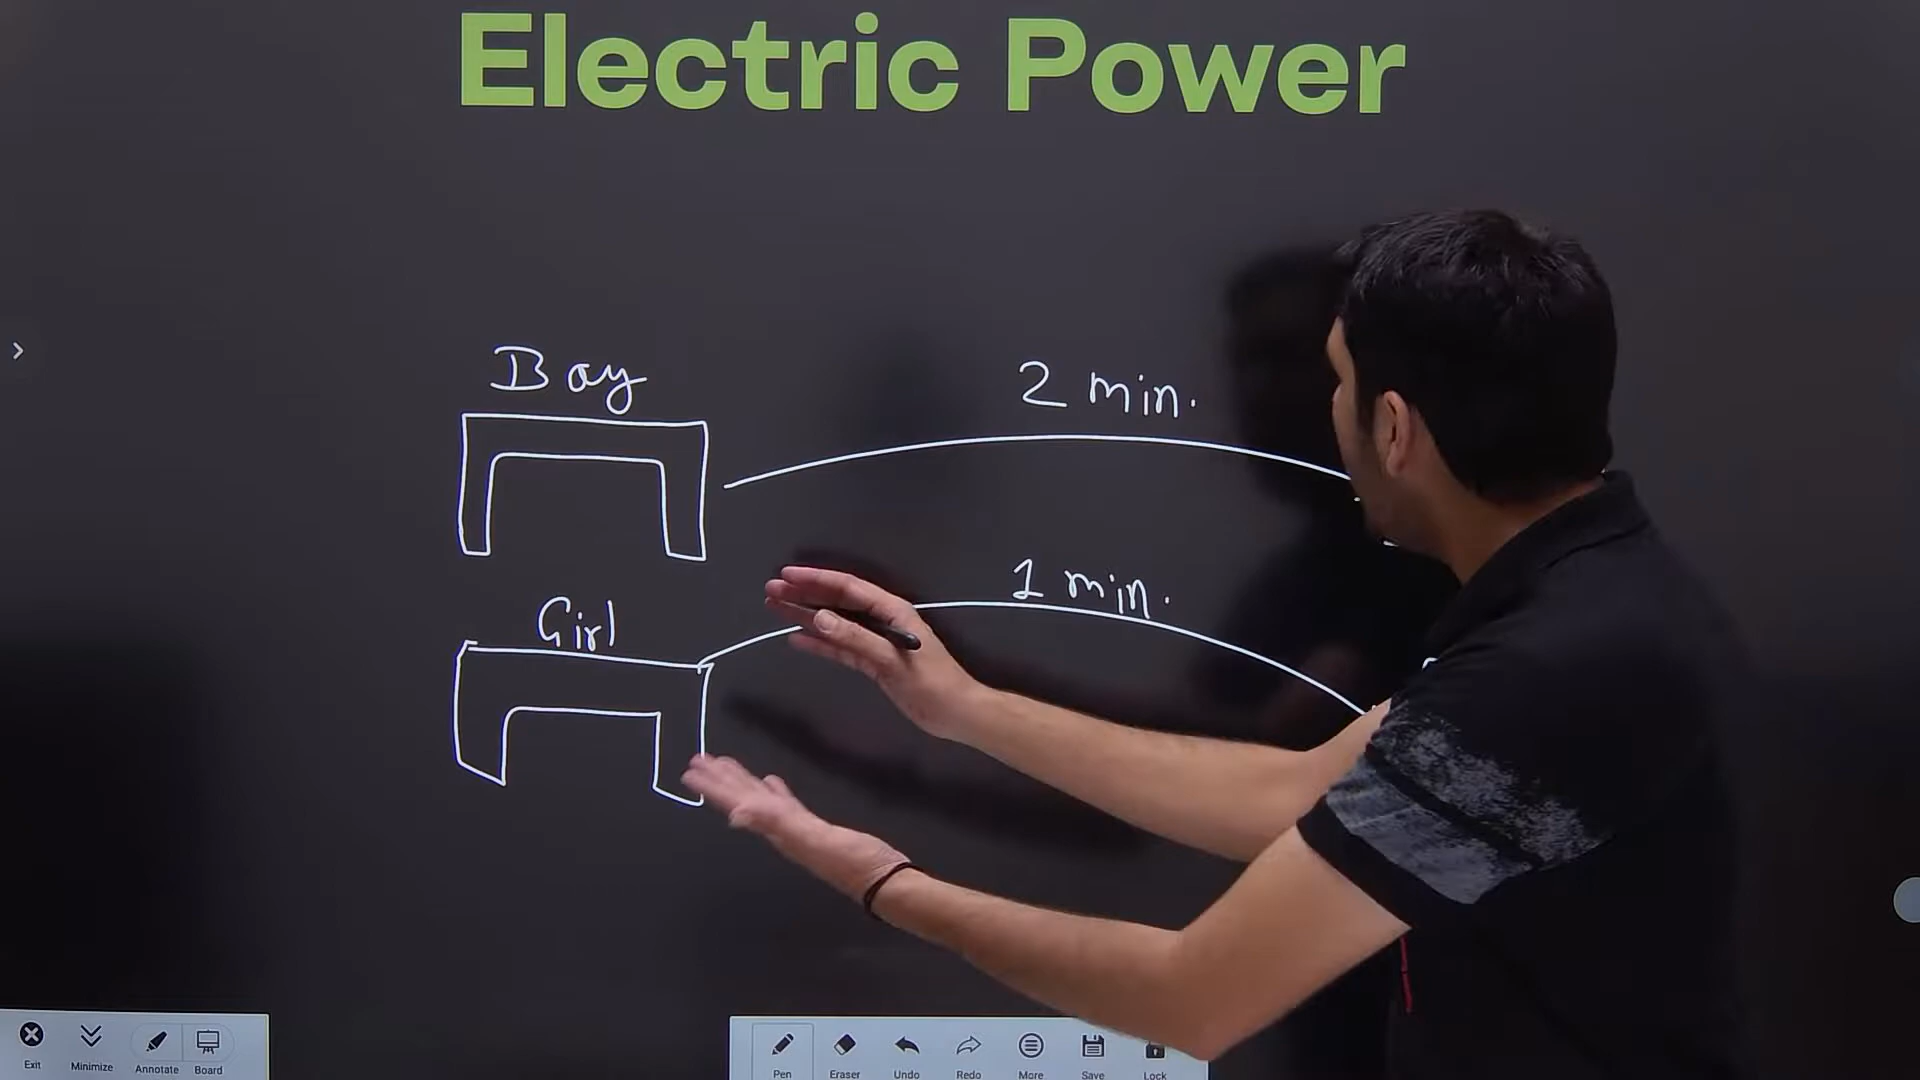 Electric Power
Boy
2 min.
1 min.
Girl
Exit
Minimize
Annotate
Board
Pen
Eraser
Undo
Redo
More
Save
Lock